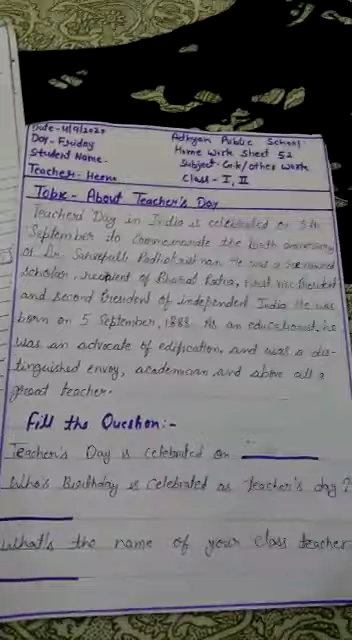 Date - 4/9/2020
Day - Friday
Student Name.
Teacher - Heena
Adhyan Public School.
Home Work Sheet 52
Subject - G.K/other work
Class - I, II
Topic - About Teacher's Day
Teachers' Day in India is celebrated on 5th
September to commemorate the birth anniversary
of Dr. Sarvepalli Radhakrishnan. He was a renowned
scholar, recipient of Bharat Ratna, first vice President
and second President of independent India. He was
born on 5 September, 1888. As an educationist, he
was an advocate of edification, and was a dis-
tinguished envoy, academician, and above all a
great teacher.
Fill the Question:-
Teacher's Day is celebrated on
Who's Birthday is celebrated as teacher's day?
What's the name of your class teacher